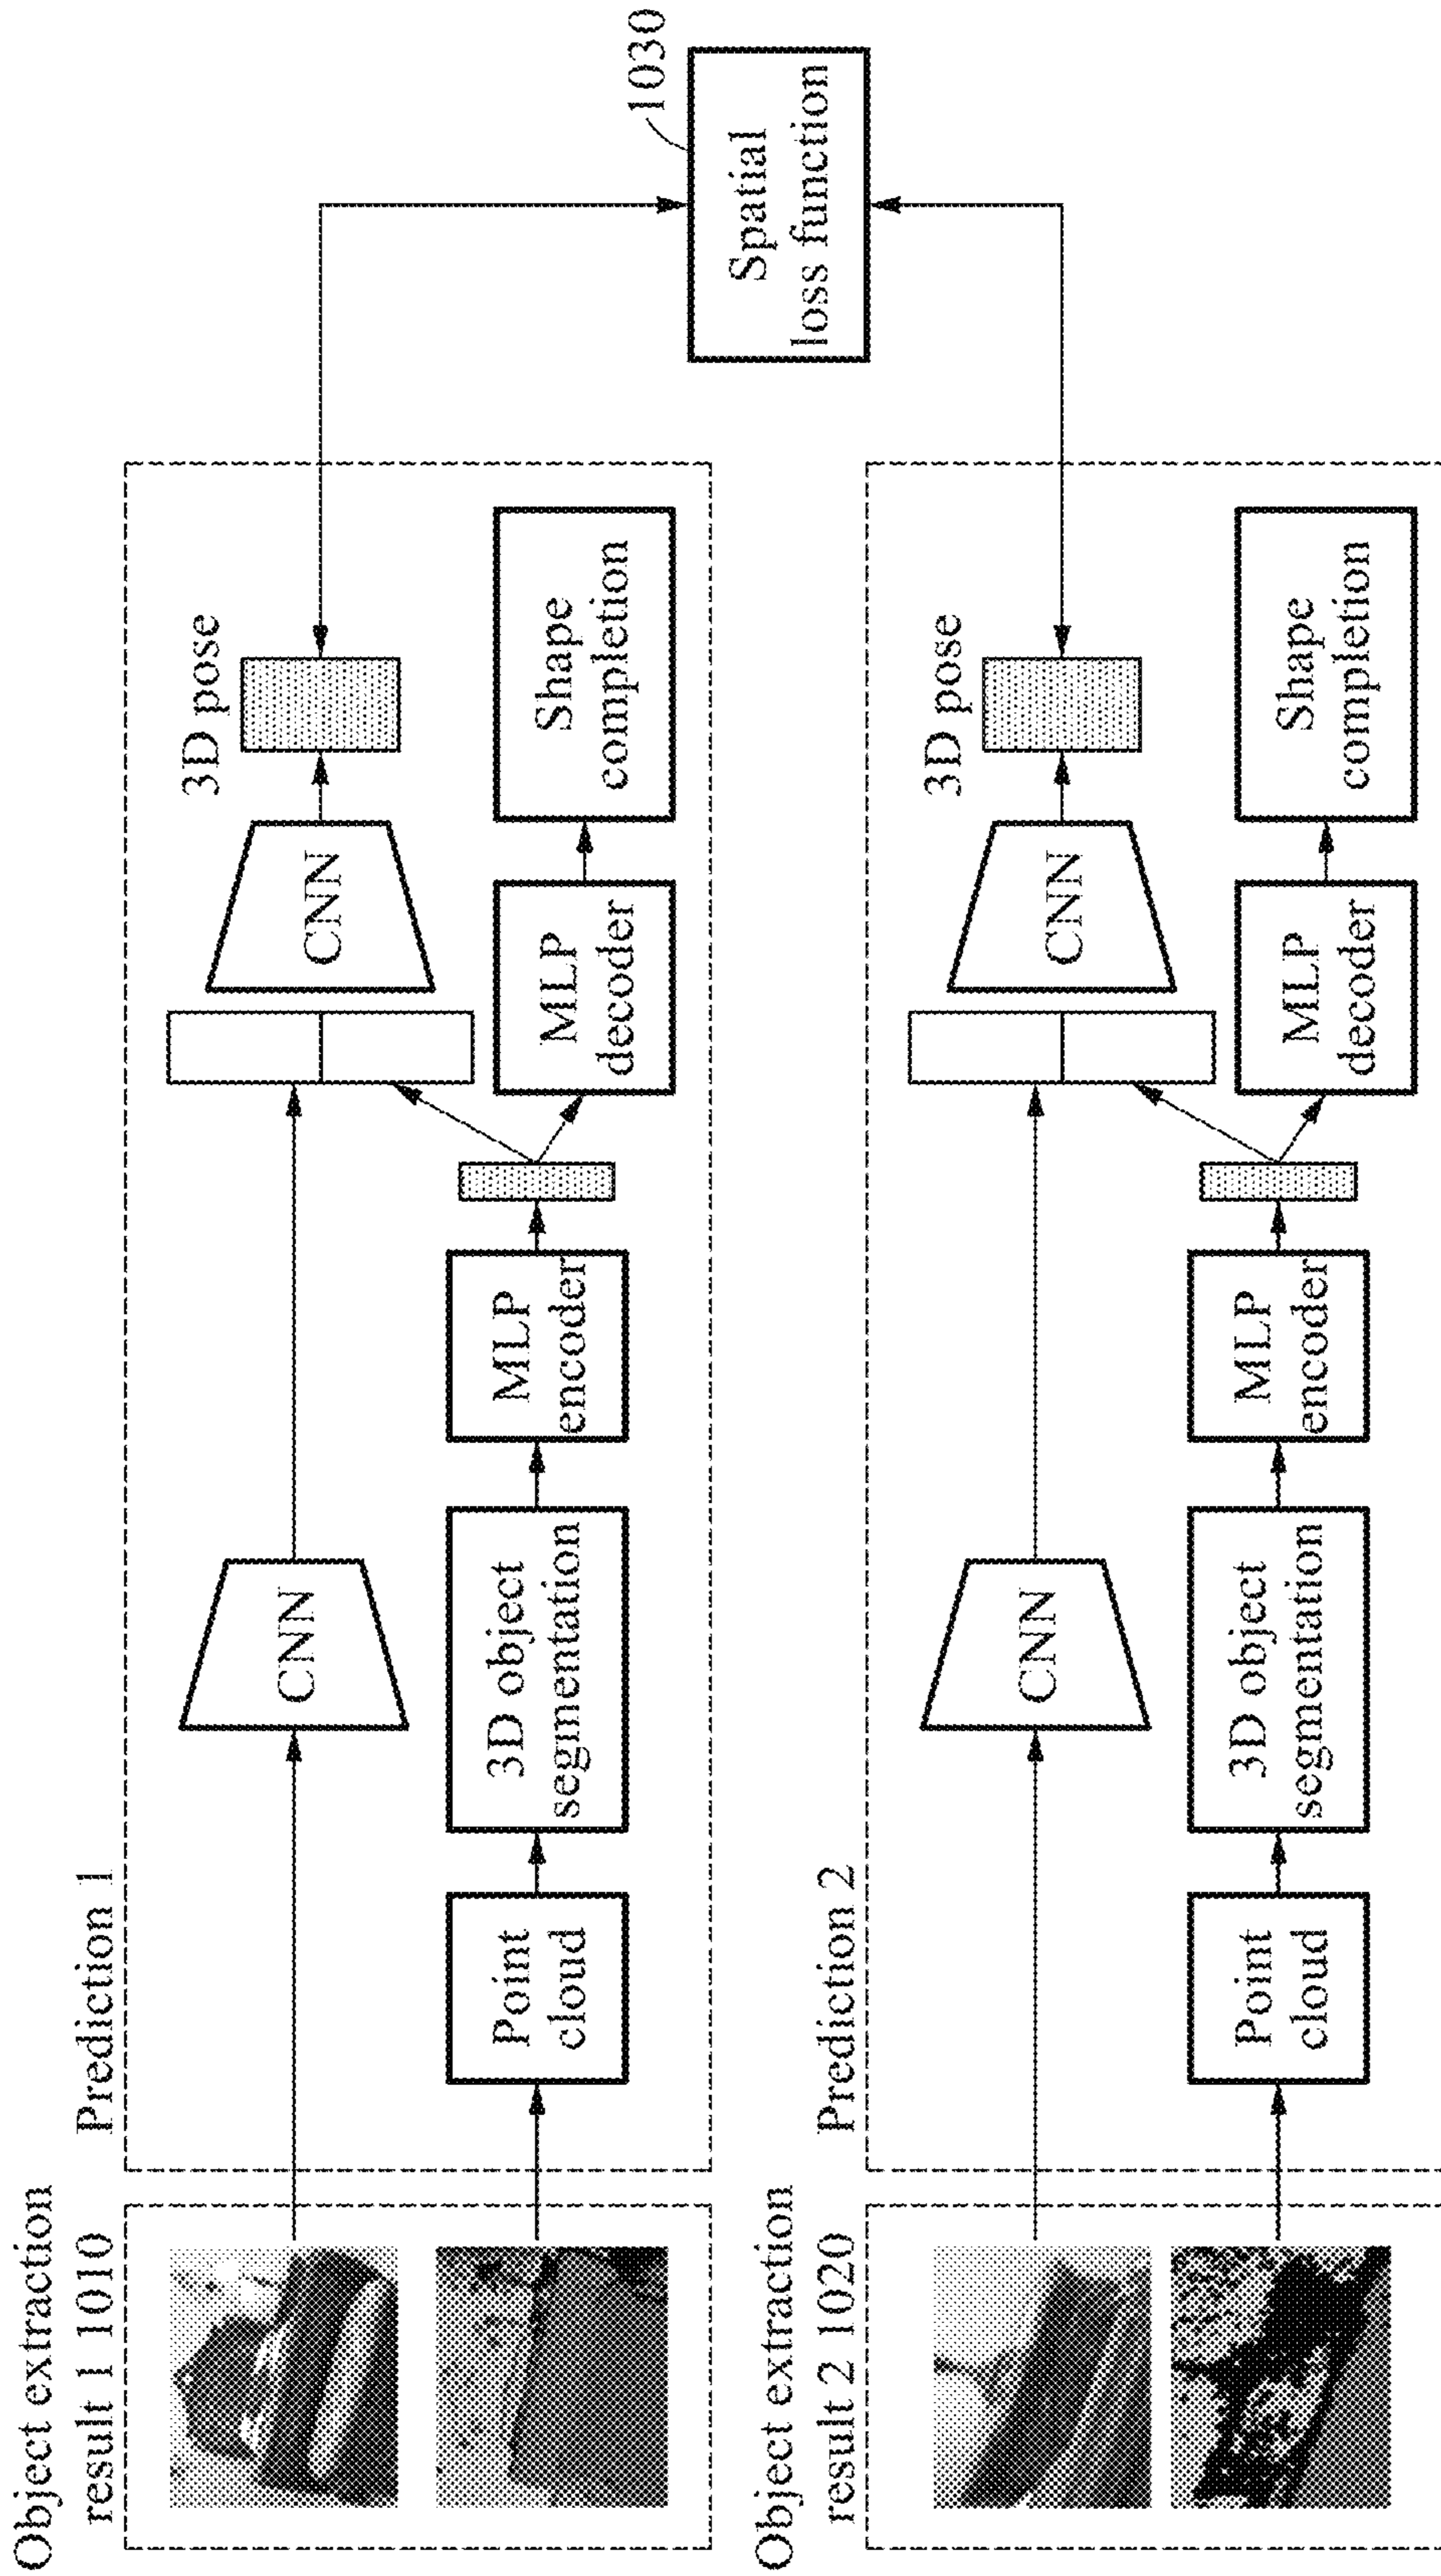 Object extraction
result 1 1010
Prediction 1
CNN
CNN
3D pose
Point
cloud
3D object
segmentation
MLP
encoder
MLP
decoder
Shape
completion
1030
Spatial
loss function
Object extraction
result 2 1020
Prediction 2
CNN
CNN
3D pose
Point
cloud
3D object
segmentation
MLP
encoder
MLP
decoder
Shape
completion